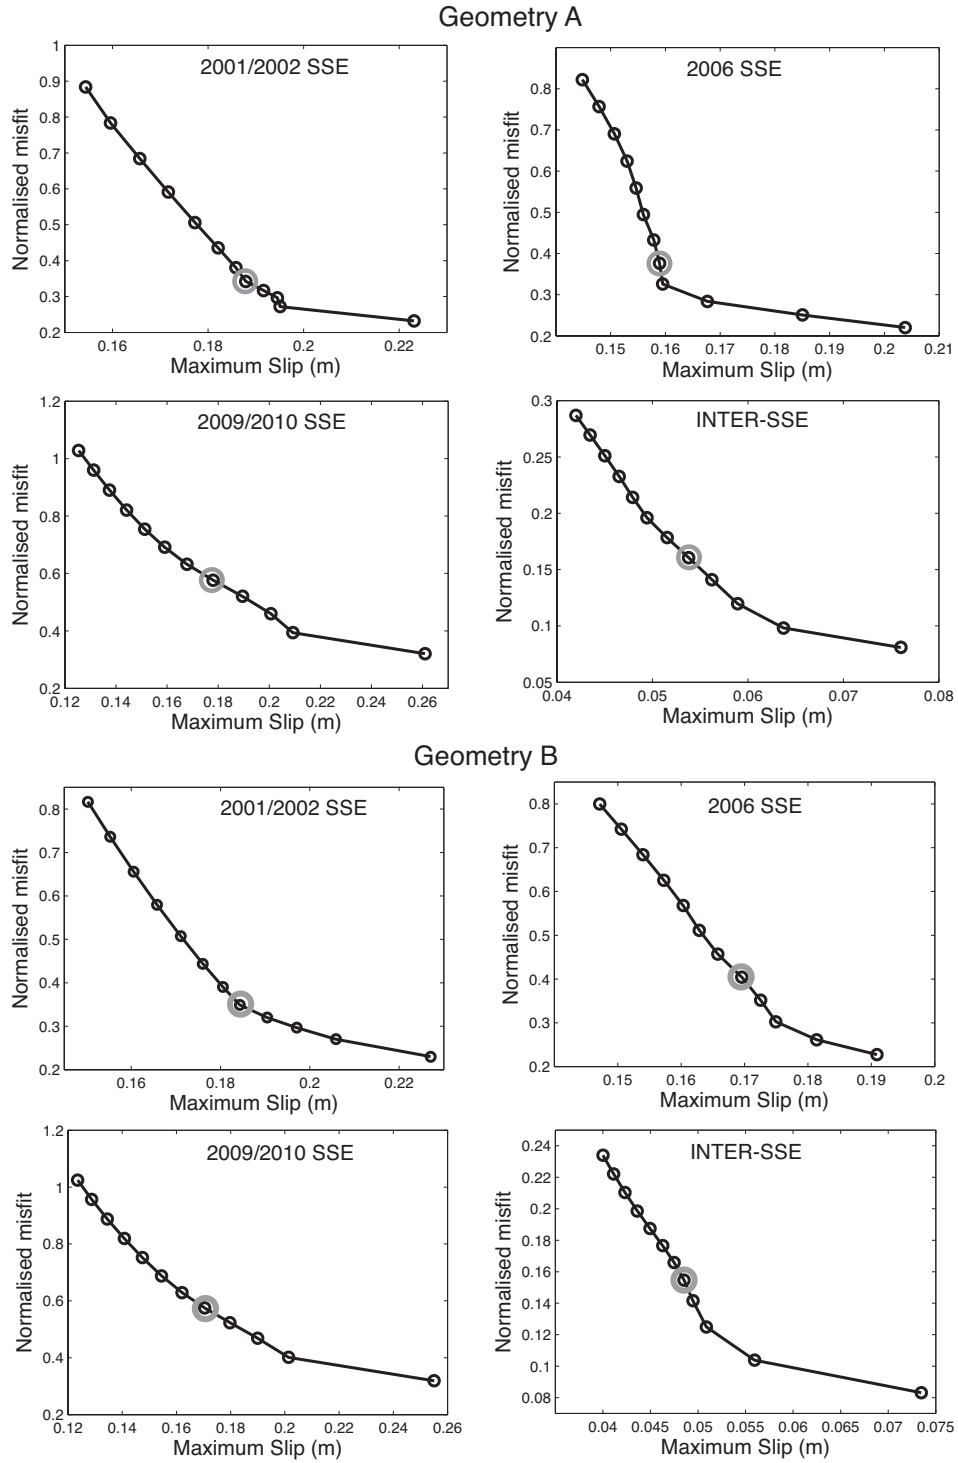 Geometry A
2001/2002 SSE
Normalised misfit
1
0.9
0.8
0.7
0.6
0.5
0.4
0.3
0.2
0.16 0.18 0.2 0.22
Maximum Slip (m)
2006 SSE
Normalised misfit
0.8
0.7
0.6
0.5
0.4
0.3
0.2
0.15 0.16 0.17 0.18 0.19 0.2 0.21
Maximum Slip (m)
2009/2010 SSE
Normalised misfit
1.2
1
0.8
0.6
0.4
0.2
0.12 0.14 0.16 0.18 0.2 0.22 0.24 0.26
Maximum Slip (m)
INTER-SSE
Normalised misfit
0.3
0.25
0.2
0.15
0.1
0.05
0.04 0.05 0.06 0.07 0.08
Maximum Slip (m)
Geometry B
2001/2002 SSE
Normalised misfit
0.8
0.7
0.6
0.5
0.4
0.3
0.2
0.16 0.18 0.2 0.22
Maximum Slip (m)
2006 SSE
Normalised misfit
0.8
0.7
0.6
0.5
0.4
0.3
0.2
0.15 0.16 0.17 0.18 0.19 0.2
Maximum Slip (m)
2009/2010 SSE
Normalised misfit
1.2
1
0.8
0.6
0.4
0.2
0.12 0.14 0.16 0.18 0.2 0.22 0.24 0.26
Maximum Slip (m)
INTER-SSE
Normalised misfit
0.24
0.22
0.20
0.18
0.16
0.14
0.12
0.1
0.08
0.04 0.045 0.05 0.055 0.06 0.065 0.07 0.075
Maximum Slip (m)